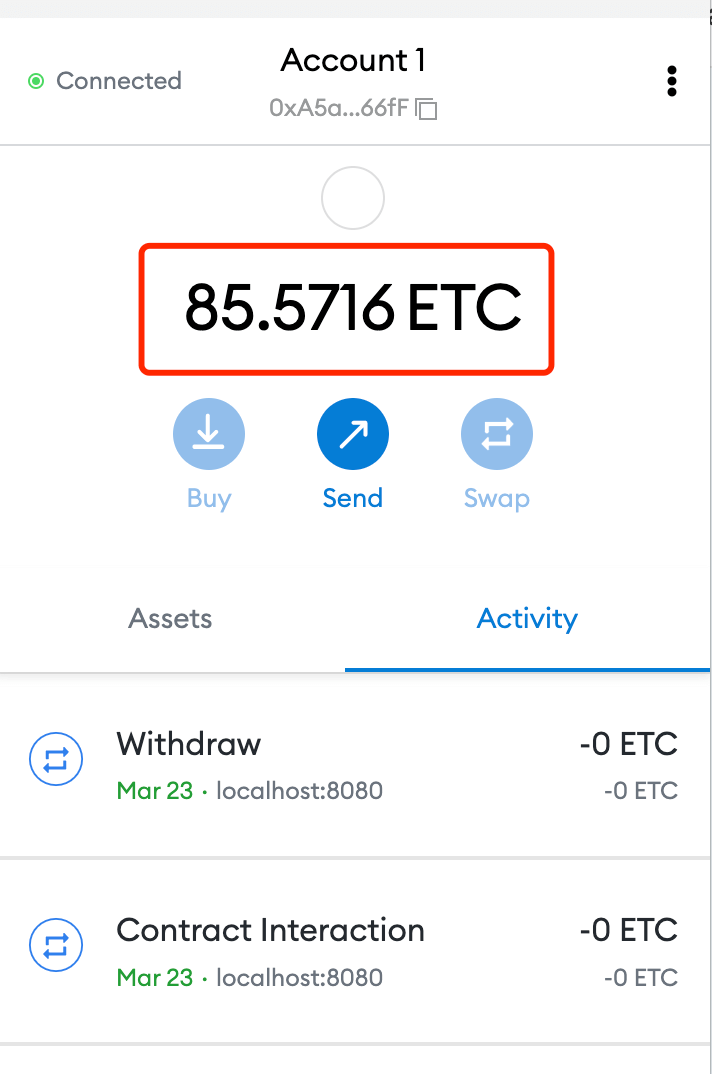 Account 1
Connected
0xA5a...66fF
85.5716 ETC
Buy Send Swap
Assets Activity
Withdraw -0 ETC
Mar 23 · localhost:8080 -0 ETC
Contract Interaction -0 ETC
Mar 23 · localhost:8080 -0 ETC